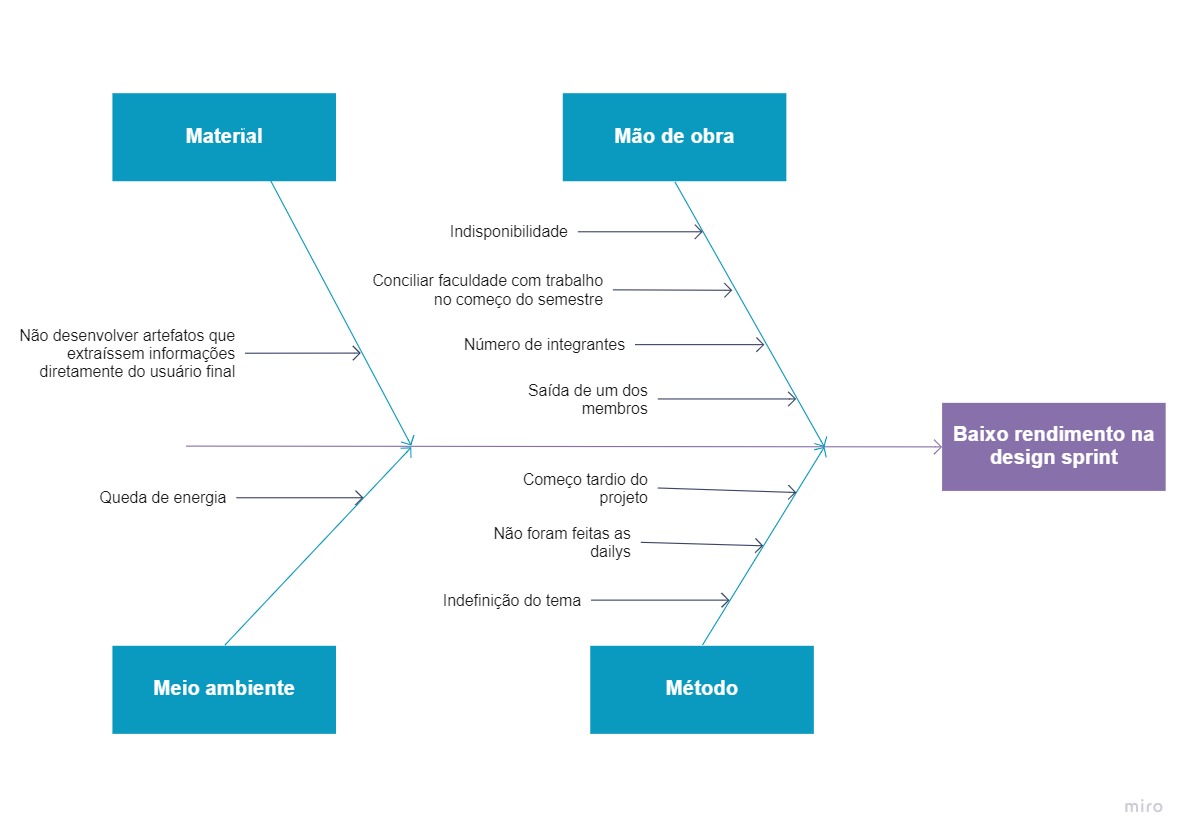 Material
Mão de obra
Indisponibilidade
Conciliar faculdade com trabalho
no começo do semestre
Número de integrantes
Saída de um dos
membros
Não desenvolver artefatos que
extraíssem informações
diretamente do usuário final
Baixo rendimento na
design sprint
Queda de energia
Começo tardio do
projeto
Não foram feitas as
dailys
Indefinição do tema
Meio ambiente
Método
miro